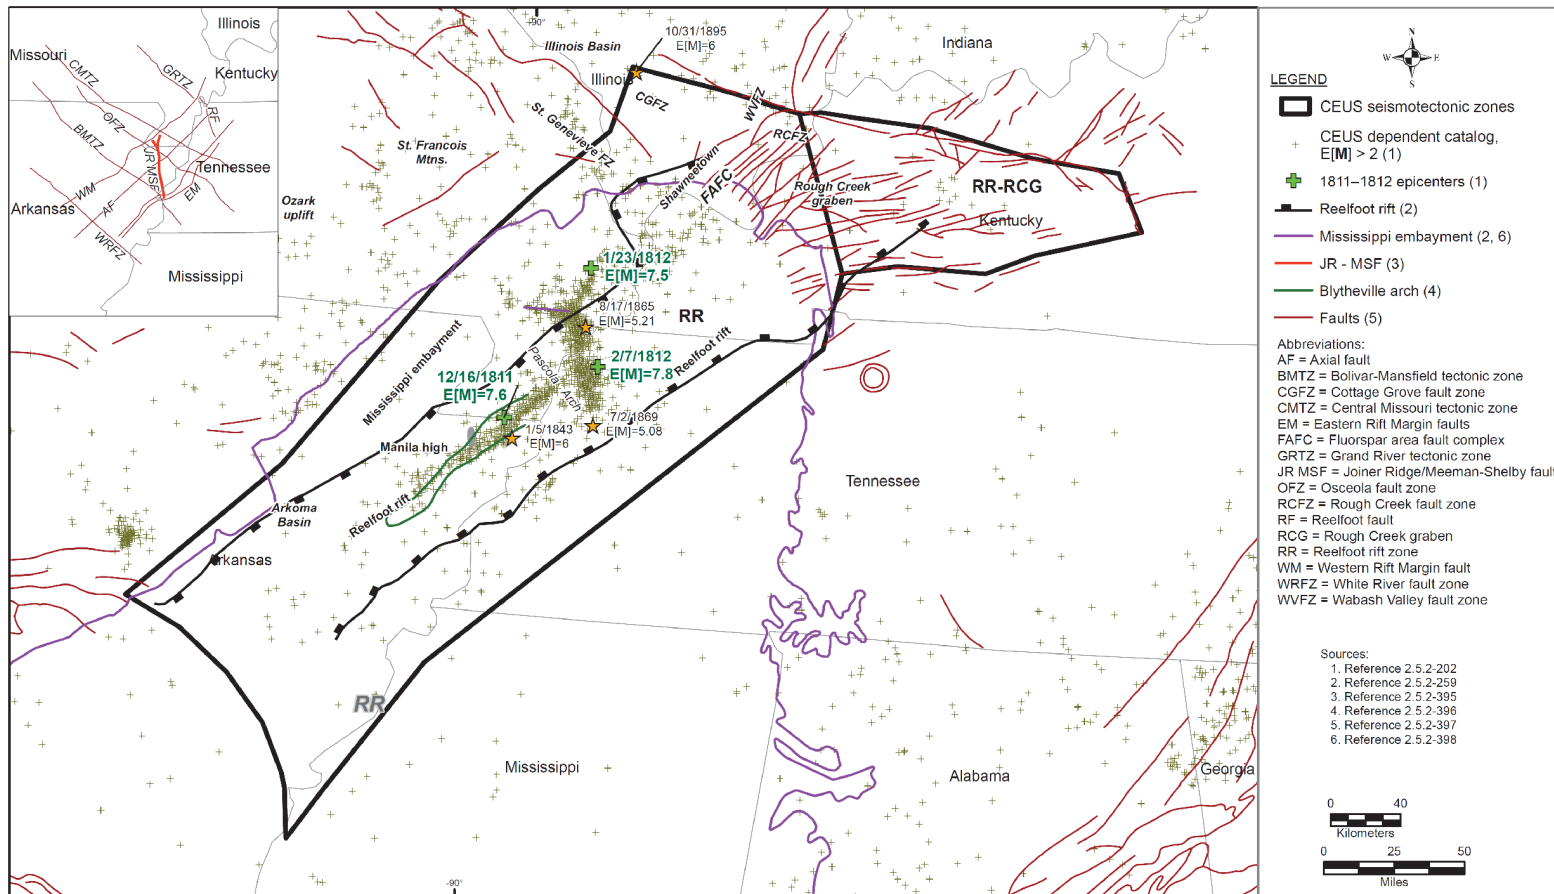 Illinois
Missouri
CMTZ
GRTZ
Kentucky
OFZ
RF
BMTZ
JR MSF
Tennessee
WM
EM
AF
Arkansas
WRFZ
Mississippi
-90°
10/31/1895
E[M]=6
Illinois Basin
Indiana
Illinois
CGFZ
WVFZ
St. Genevieve FZ
RCFZ
St. Francois
Mtns.
Shawneetown
FAFC
Rough Creek
graben
RR-RCG
Kentucky
Ozark
uplift
1/23/1812
E[M]=7.5
8/17/1865
E[M]=5.21
RR
Reelfoot rift
Mississippi embayment
Pascola Arch
2/7/1812
E[M]=7.8
12/16/1811
E[M]=7.6
7/2/1869
E[M]=5.08
1/5/1843
E[M]=6
Manila high
Reelfoot rift
Arkoma
Basin
Arkansas
Tennessee
RR
Mississippi
Alabama
Georgia
-90°
N
W E
S
LEGEND
CEUS seismotectonic zones
CEUS dependent catalog,
E[M] > 2 (1)
1811–1812 epicenters (1)
Reelfoot rift (2)
Mississippi embayment (2, 6)
JR - MSF (3)
Blytheville arch (4)
Faults (5)
Abbreviations:
AF = Axial fault
BMTZ = Bolivar-Mansfield tectonic zone
CGFZ = Cottage Grove fault zone
CMTZ = Central Missouri tectonic zone
EM = Eastern Rift Margin faults
FAFC = Fluorspar area fault complex
GRTZ = Grand River tectonic zone
JR MSF = Joiner Ridge/Meeman-Shelby fault
OFZ = Osceola fault zone
RCFZ = Rough Creek fault zone
RF = Reelfoot fault
RCG = Rough Creek graben
RR = Reelfoot rift zone
WM = Western Rift Margin fault
WRFZ = White River fault zone
WVFZ = Wabash Valley fault zone
Sources:
1. Reference 2.5.2-202
2. Reference 2.5.2-259
3. Reference 2.5.2-395
4. Reference 2.5.2-396
5. Reference 2.5.2-397
6. Reference 2.5.2-398
0 40
Kilometers
0 25 50
Miles